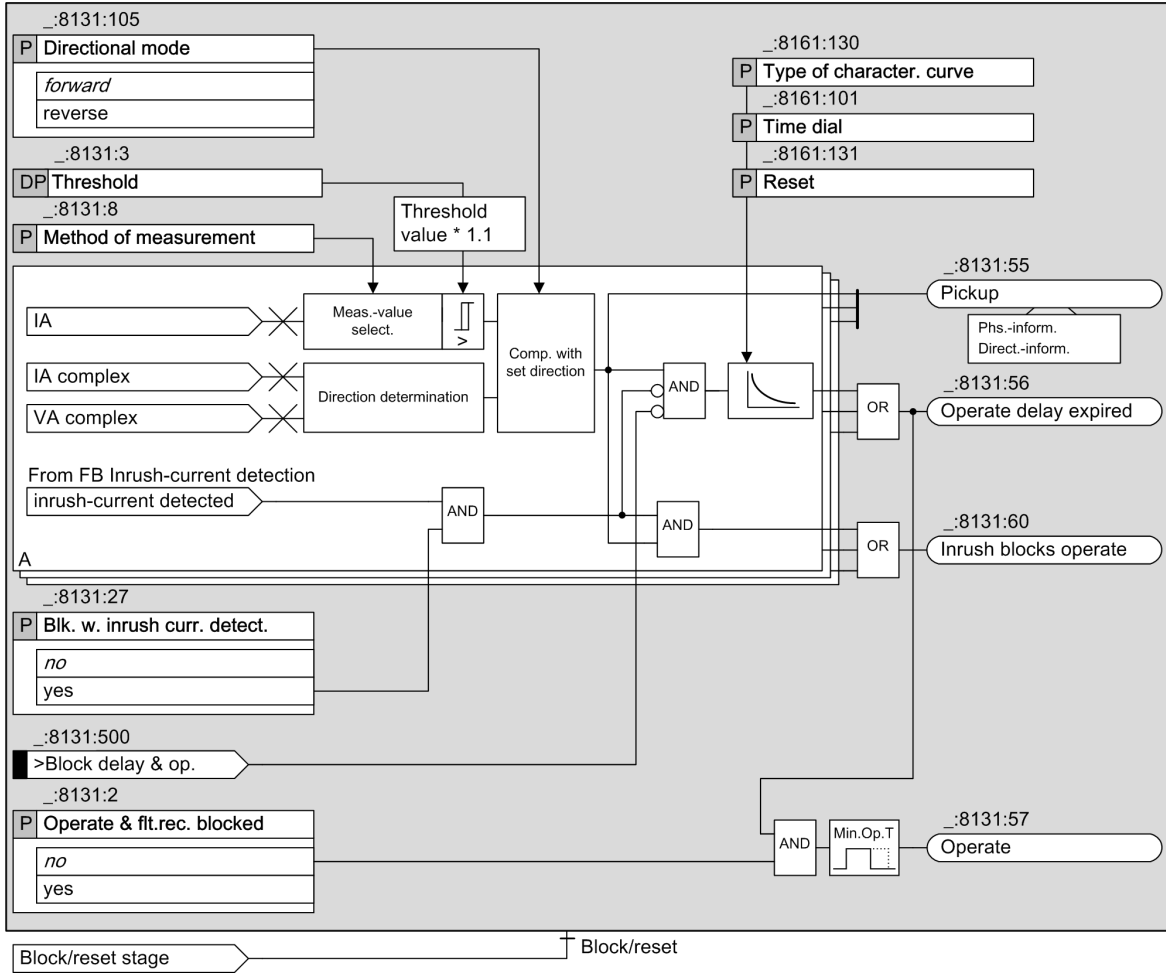 _:8131:105
P Directional mode
forward
reverse
_:8131:3
DP Threshold
_:8131:8
P Method of measurement
Threshold
value * 1.1
_:8161:130
P Type of character. curve
_:8161:101
P Time dial
_:8161:131
P Reset
IA
Meas.-value
select.
>
IA complex
VA complex
Direction determination
Comp. with
set direction
AND
From FB Inrush-current detection
inrush-current detected
AND
AND
A
OR
OR
_:8131:55
Pickup
Phs.-inform.
Direct.-inform.
_:8131:56
Operate delay expired
_:8131:60
Inrush blocks operate
_:8131:27
P Blk. w. inrush curr. detect.
no
yes
_:8131:500
>Block delay & op.
_:8131:2
P Operate & flt.rec. blocked
no
yes
AND
Min.Op.T
_:8131:57
Operate
Block/reset stage
Block/reset